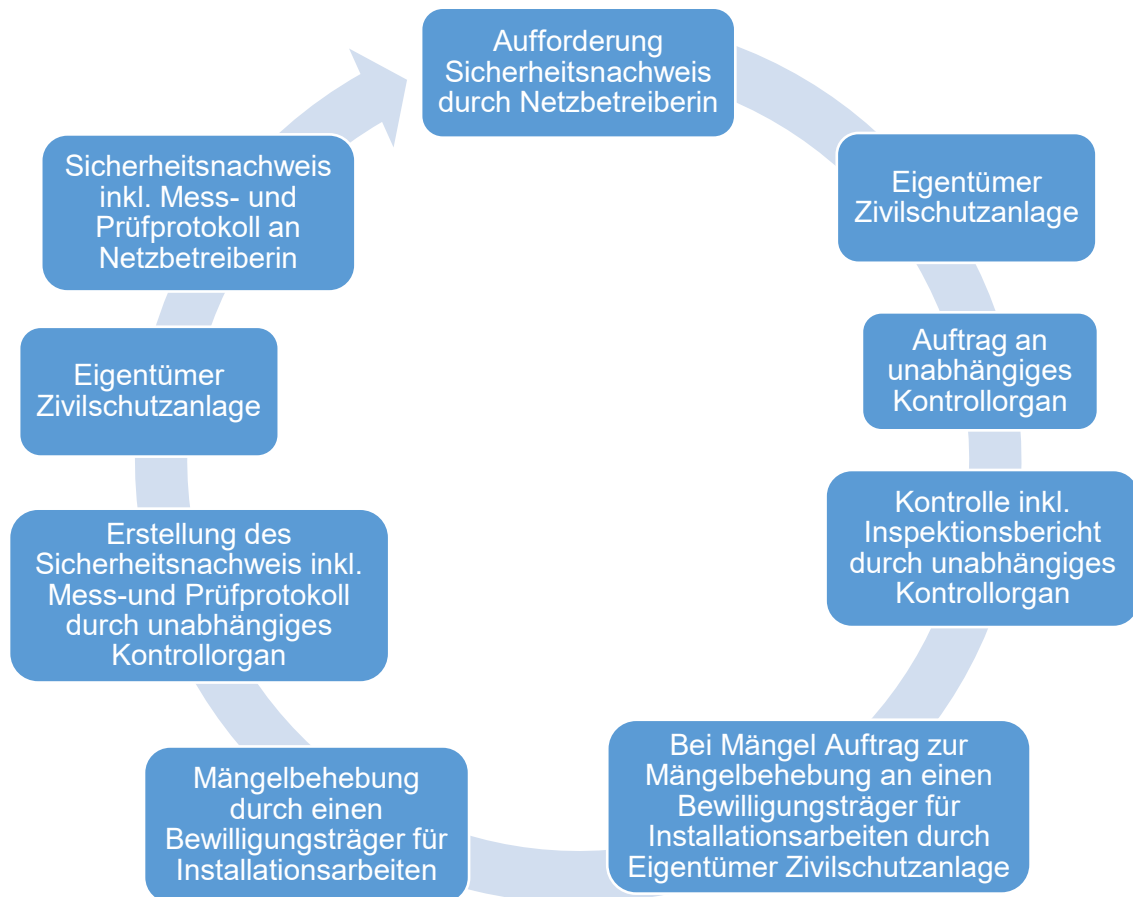 Aufforderung
Sicherheitsnachweis
durch Netzbetreiberin
Eigentümer
Zivilschutzanlage
Auftrag an
unabhängiges
Kontrollorgan
Kontrolle inkl.
Inspektionsbericht
durch unabhängiges
Kontrollorgan
Bei Mängel Auftrag zur
Mängelbehebung an einen
Bewilligungsträger für
Installationsarbeiten durch
Eigentümer Zivilschutzanlage
Mängelbehebung
durch einen
Bewilligungsträger für
Installationsarbeiten
Erstellung des
Sicherheitsnachweis inkl.
Mess-und Prüfprotokoll
durch unabhängiges
Kontrollorgan
Eigentümer
Zivilschutzanlage
Sicherheitsnachweis
inkl. Mess- und
Prüfprotokoll an
Netzbetreiberin